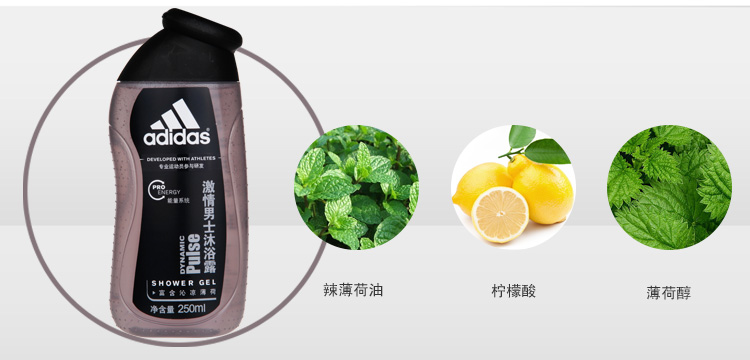 adidas
DEVELOPED WITH ATHLETES
专业运动员参与研发
PRO
ENERGY
能量系统
激情男士沐浴露
DYNAMIC
Pulse
SHOWER GEL
富含沁凉薄荷
净含量 250ml
辣薄荷油
柠檬酸
薄荷醇